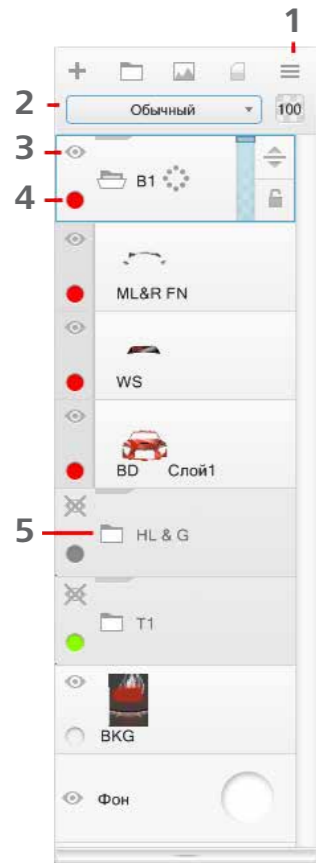 1
2 Обычный 100
3
B1
4
ML&R FN
WS
BD Слой1
5 HL & G
T1
BKG
Фон